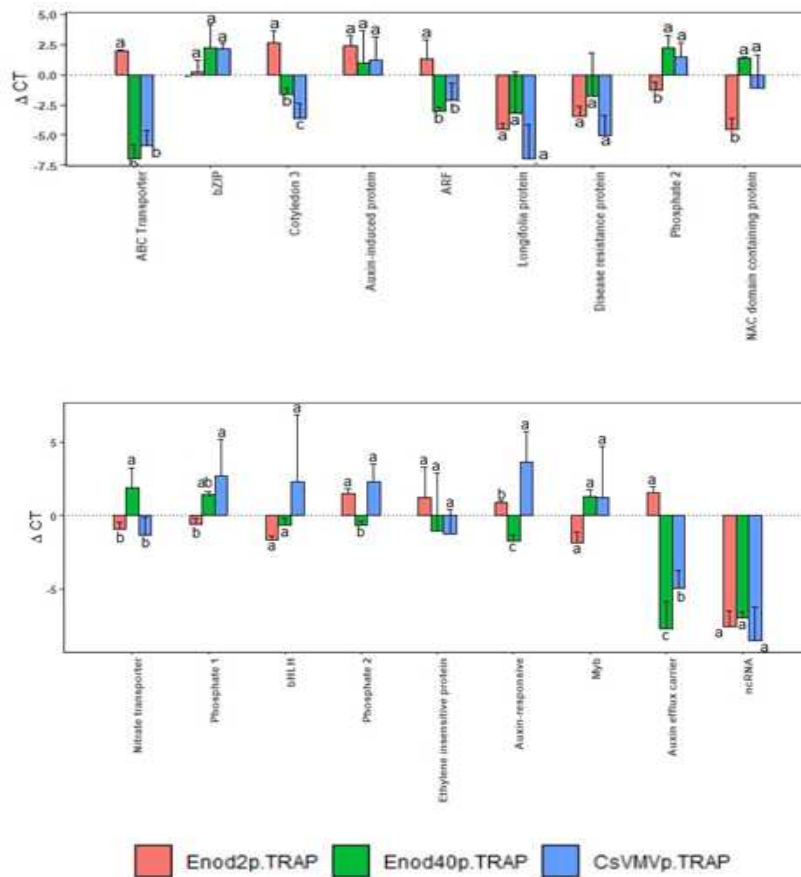 Δ CT
5.0
2.5
0.0
-2.5
-5.0
-7.5
a
b
b
a
a
a
a
b
c
a
a
a
a
b
b
a
a
a
a
a
a
b
a
a
b
a
a
ABC Transporter
bZIP
Cotyledon 3
Auxin-induced protein
ARF
Longifolia protein
Disease resistance protein
Phosphate 2
NAC domain containing protein
Δ CT
5
0
-5
b
a
b
b
ab
a
a
a
a
a
b
a
a
a
a
b
c
a
a
a
a
a
c
b
a
a
a
Nitrate transporter
Phosphate 1
bHLH
Phosphate 2
Ethylene insensitive protein
Auxin-responsive
Myb
Auxin efflux carrier
ncRNA
Enod2p.TRAP Enod40p.TRAP CsVMVp.TRAP